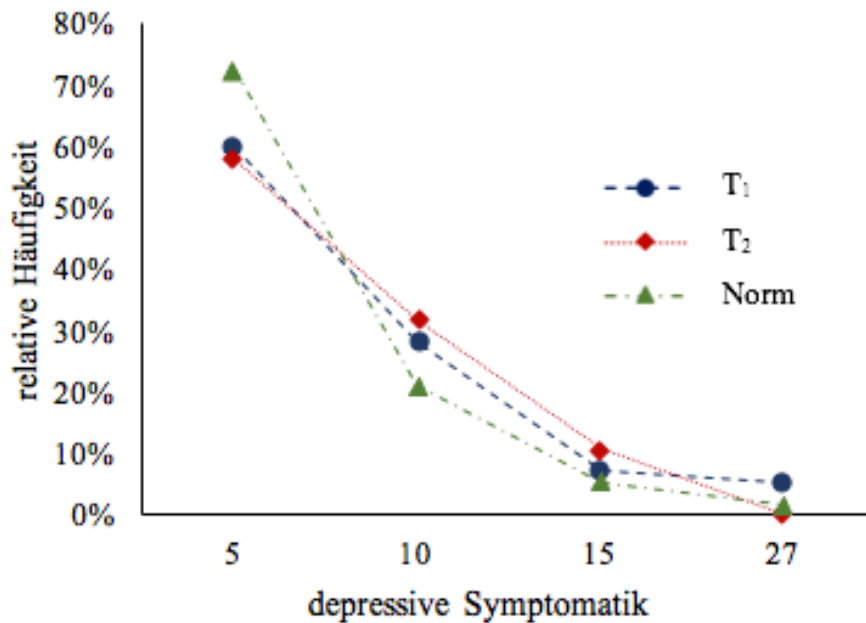 80%
70%
60%
50%
40%
30%
20%
10%
0%
relative Häufigkeit
T₁
T₂
Norm
5 10 15 27
depressive Symptomatik